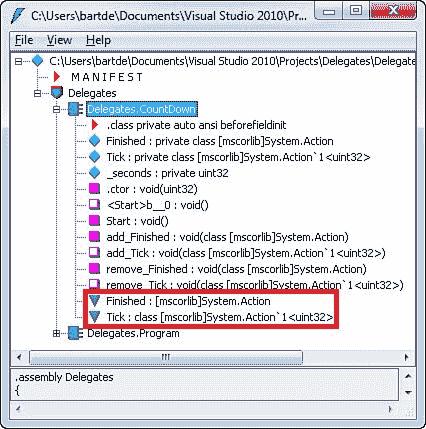 C:\Users\bartde\Documents\Visual Studio 2010\Pr...
File View Help
C:\Users\bartde\Documents\Visual Studio 2010\Projects\Delegates\Delegate
MANIFEST
Delegates
Delegates.CountDown
.class private auto ansi beforefieldinit
Finished : private class [mscorlib]System.Action
Tick : private class [mscorlib]System.Action`1<uint32>
_seconds : private uint32
.ctor : void(uint32)
<Start>b__0 : void()
Start : void()
add_Finished : void(class [mscorlib]System.Action)
add_Tick : void(class [mscorlib]System.Action`1<uint32>)
remove_Finished : void(class [mscorlib]System.Action)
remove_Tick : void(class [mscorlib]System.Action`1<uint32>)
Finished : [mscorlib]System.Action
Tick : class [mscorlib]System.Action`1<uint32>
Delegates.Program
.assembly Delegates
{